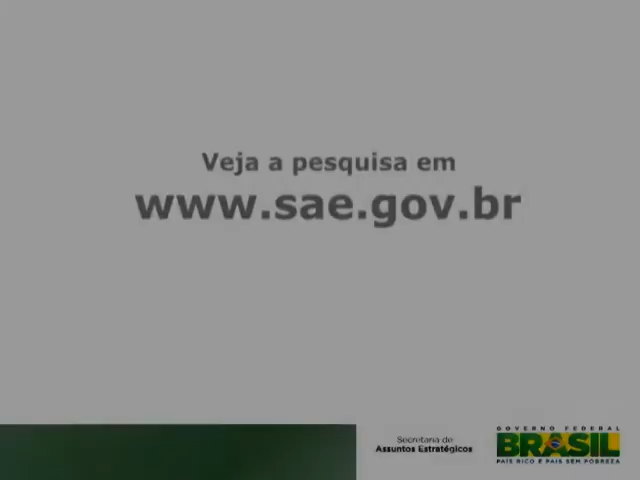 Veja a pesquisa em
www.sae.gov.br
Secretaria de
Assuntos Estratégicos
GOVERNO FEDERAL
BRASIL
PAÍS RICO É PAÍS SEM POBREZA